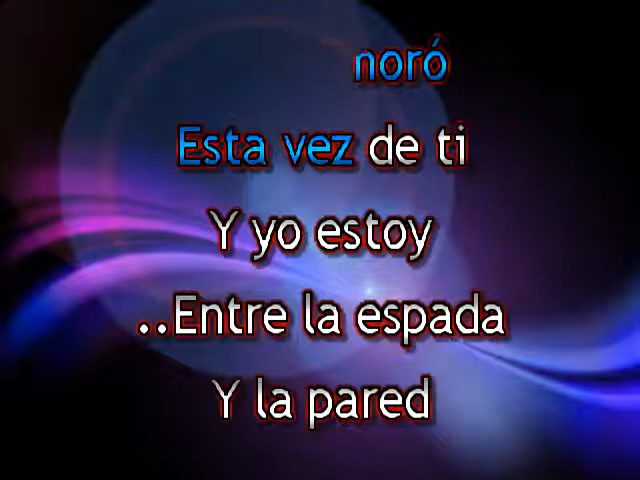 noró
Esta vez de ti
Y yo estoy
..Entre la espada
Y la pared